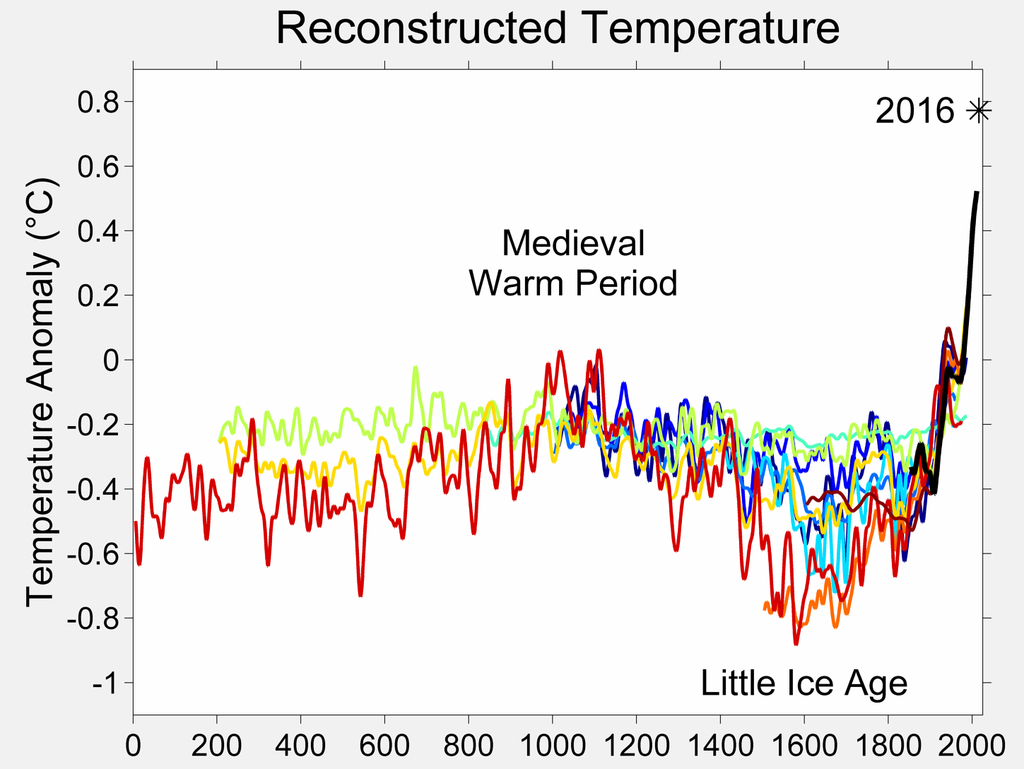 Reconstructed Temperature
Temperature Anomaly (°C)
0.8
0.6
0.4
0.2
0
-0.2
-0.4
-0.6
-0.8
-1
2016
Medieval
Warm Period
Little Ice Age
0 200 400 600 800 1000 1200 1400 1600 1800 2000